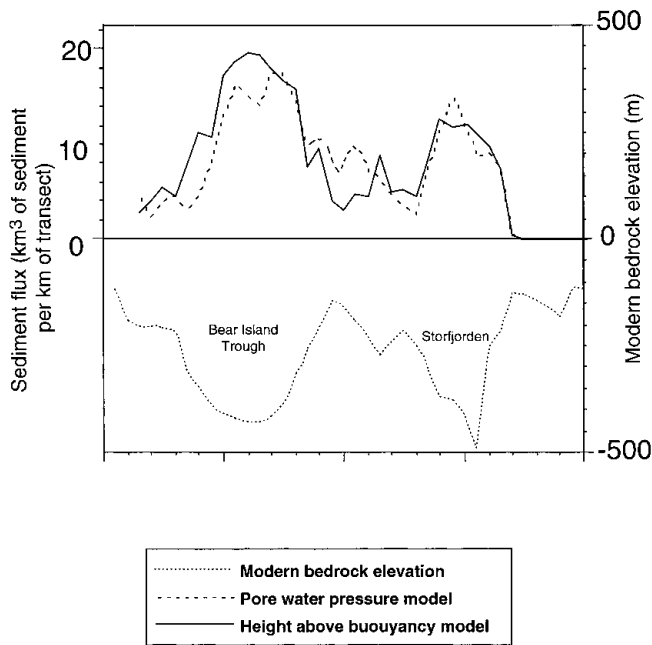 500
20
10
0
0
-500
Sediment flux (km³ of sediment
per km of transect)
Modern bedrock elevation (m)
Bear Island
Trough
Storfjorden
Modern bedrock elevation
Pore water pressure model
Height above buouyancy model